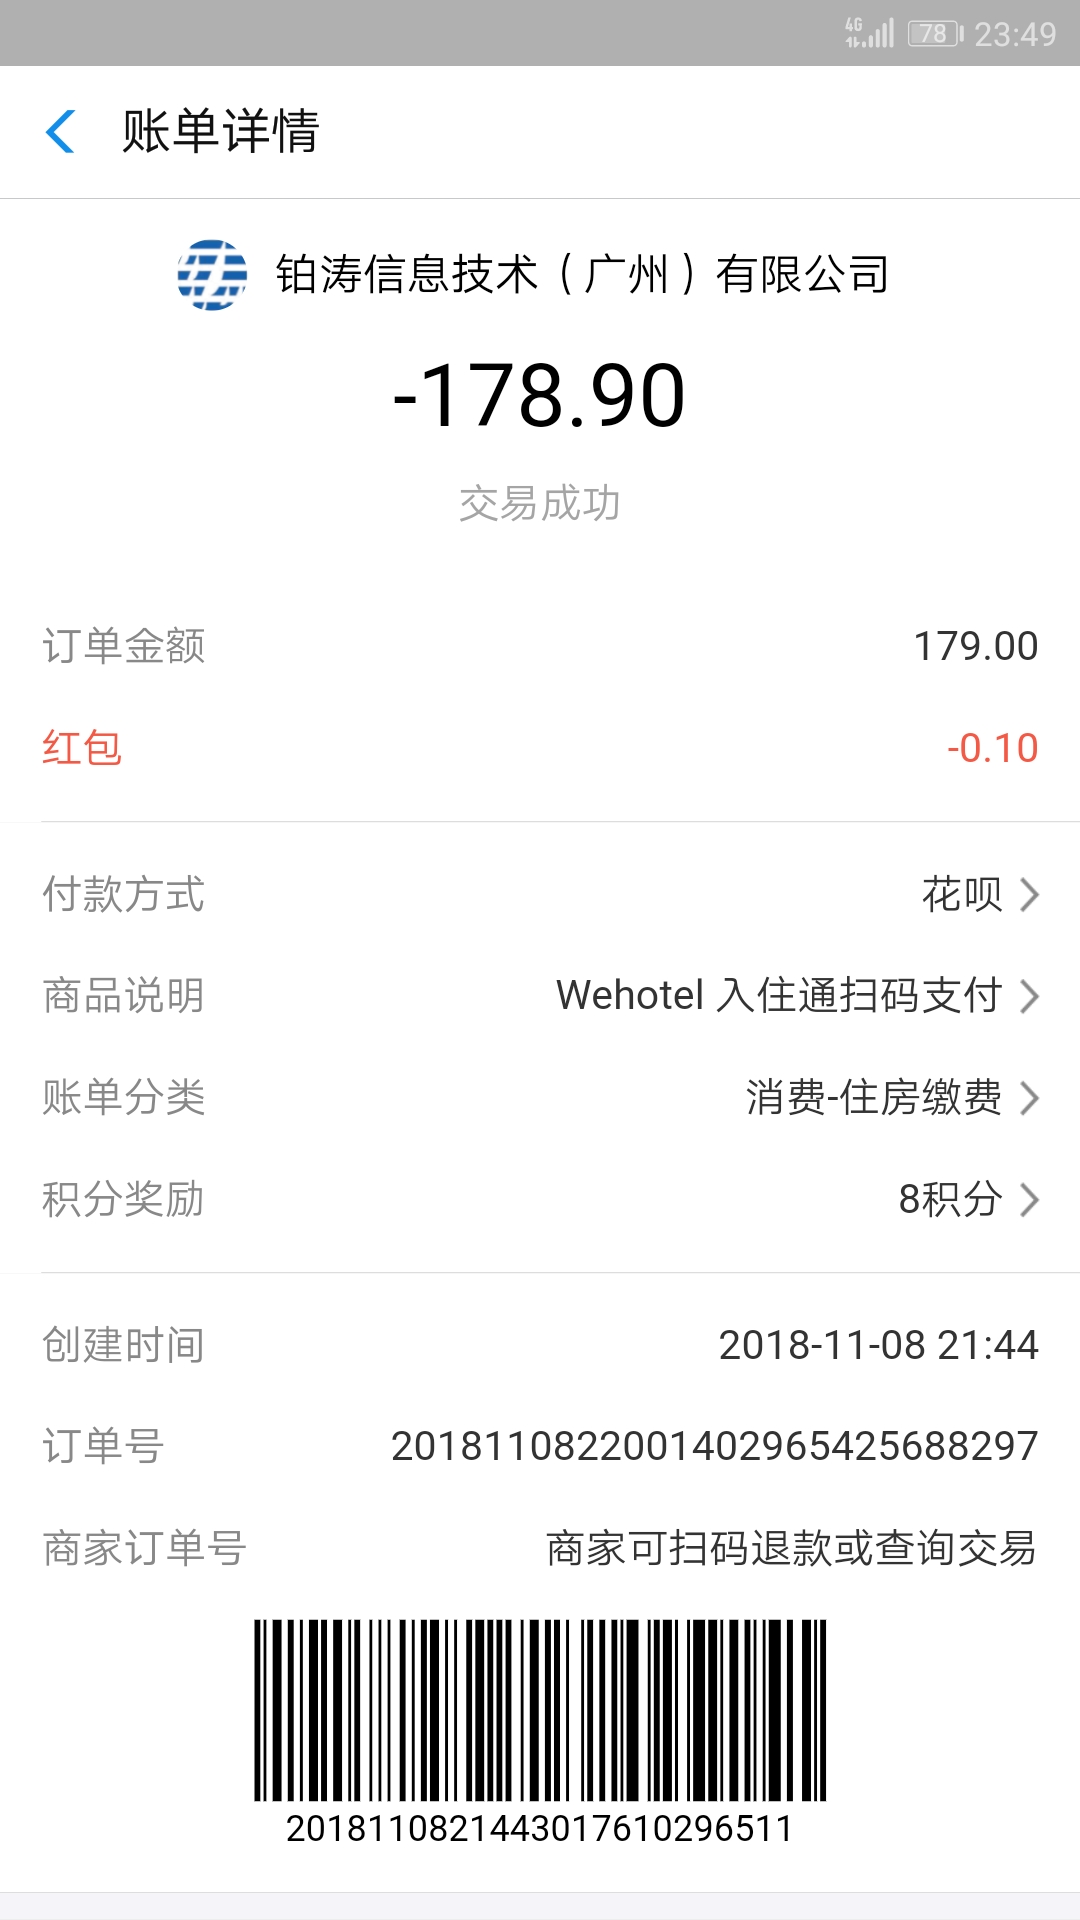 4G 78 23:49
账单详情
铂涛信息技术（广州）有限公司
-178.90
交易成功
订单金额 179.00
红包 -0.10
付款方式 花呗
商品说明 Wehotel 入住通扫码支付
账单分类 消费-住房缴费
积分奖励 8积分
创建时间 2018-11-08 21:44
订单号 2018110822001402965425688297
商家订单号 商家可扫码退款或查询交易
2018110821443017610296511